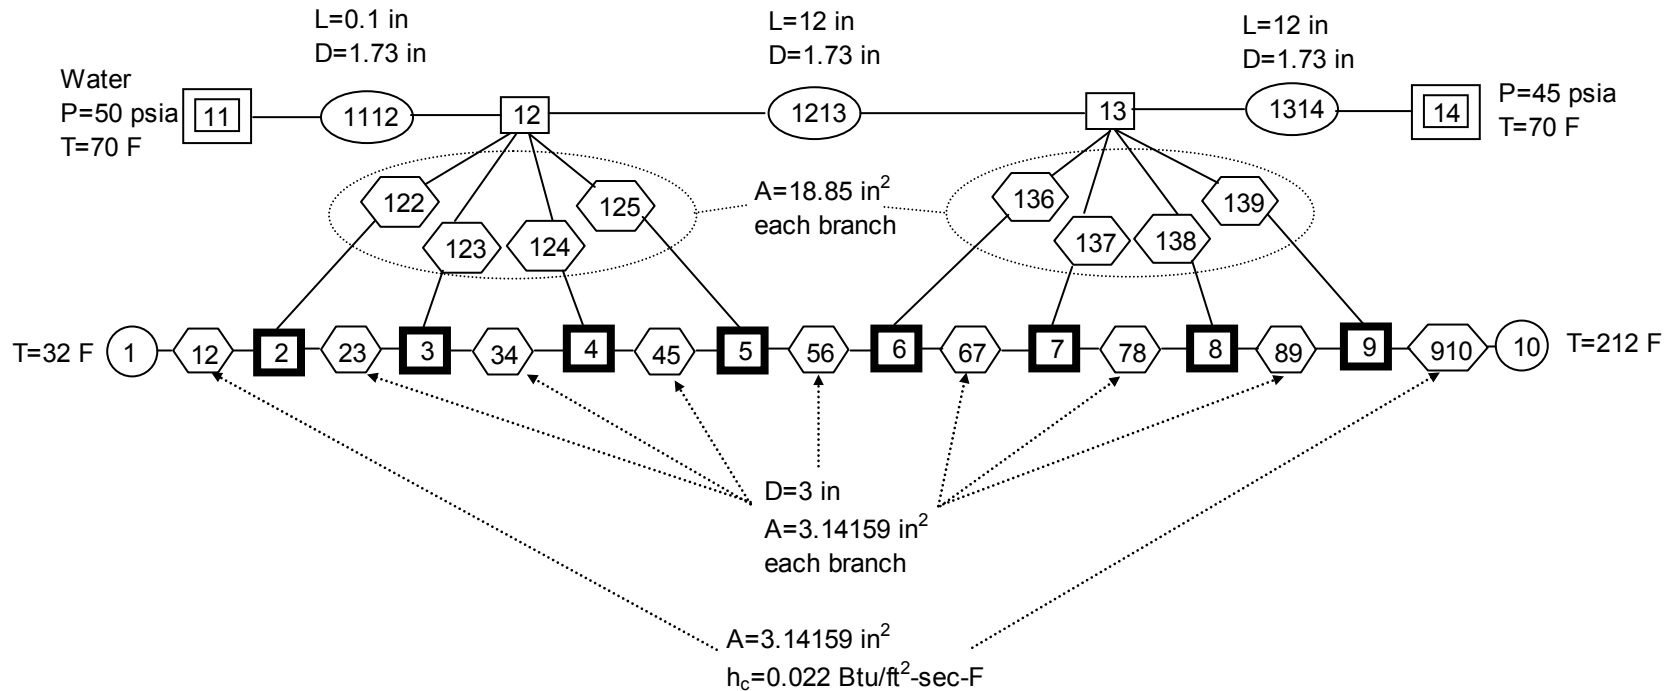 L=0.1 in
D=1.73 in
L=12 in
D=1.73 in
L=12 in
D=1.73 in
Water
P=50 psia
T=70 F
11
1112
12
1213
13
1314
14
P=45 psia
T=70 F
122
123
124
125
A=18.85 in²
each branch
136
137
138
139
T=32 F
1
12
2
23
3
34
4
45
5
56
6
67
7
78
8
89
9
910
10
T=212 F
D=3 in
A=3.14159 in²
each branch
A=3.14159 in²
hc=0.022 Btu/ft²-sec-F